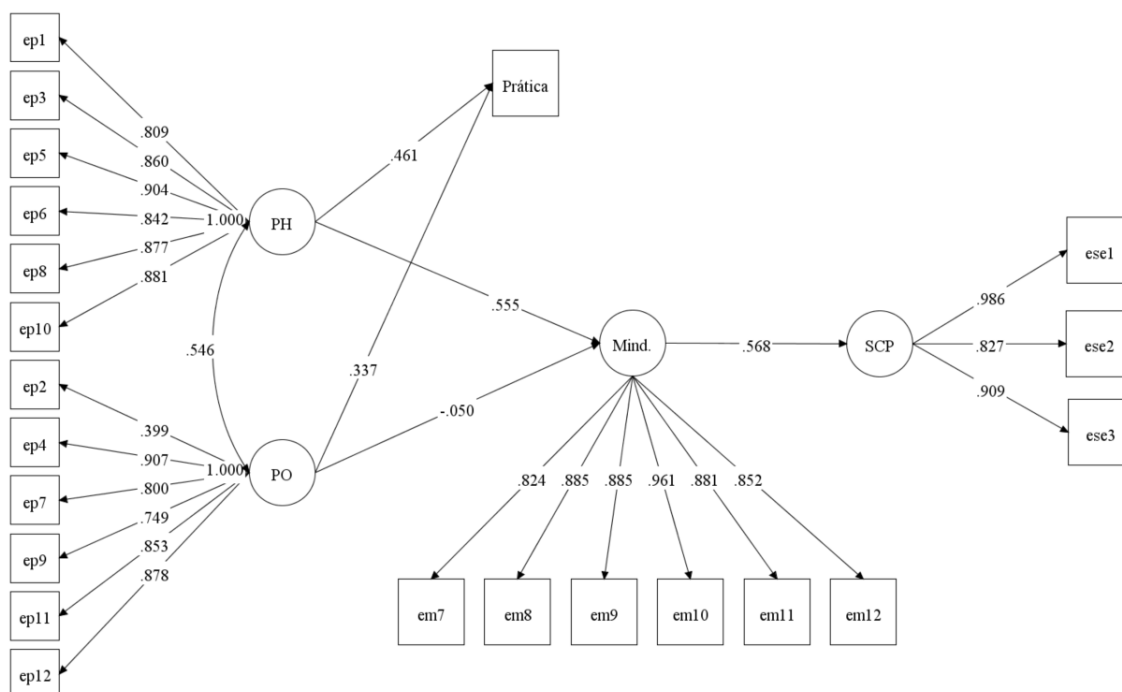 ep1
ep3
ep5
ep6
ep8
ep10
ep2
ep4
ep7
ep9
ep11
ep12
.809
.860
.904
.842
.877
.881
1.000
PH
.546
.399
.907
.800
.749
.853
.878
1.000
PO
Prática
.461
.337
.555
-.050
Mind.
.568
SCP
.824
.885
.885
.961
.881
.852
em7
em8
em9
em10
em11
em12
.986
.827
.909
ese1
ese2
ese3